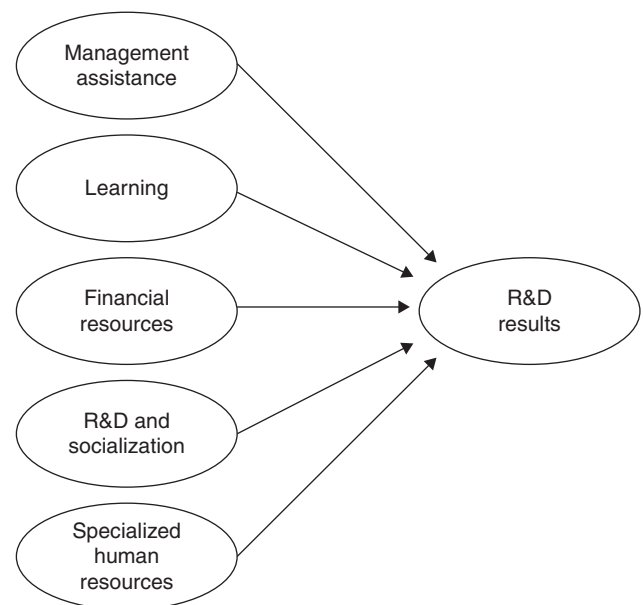 Management
assistance
Learning
Financial
resources
R&D and
socialization
Specialized
human
resources
R&D
results